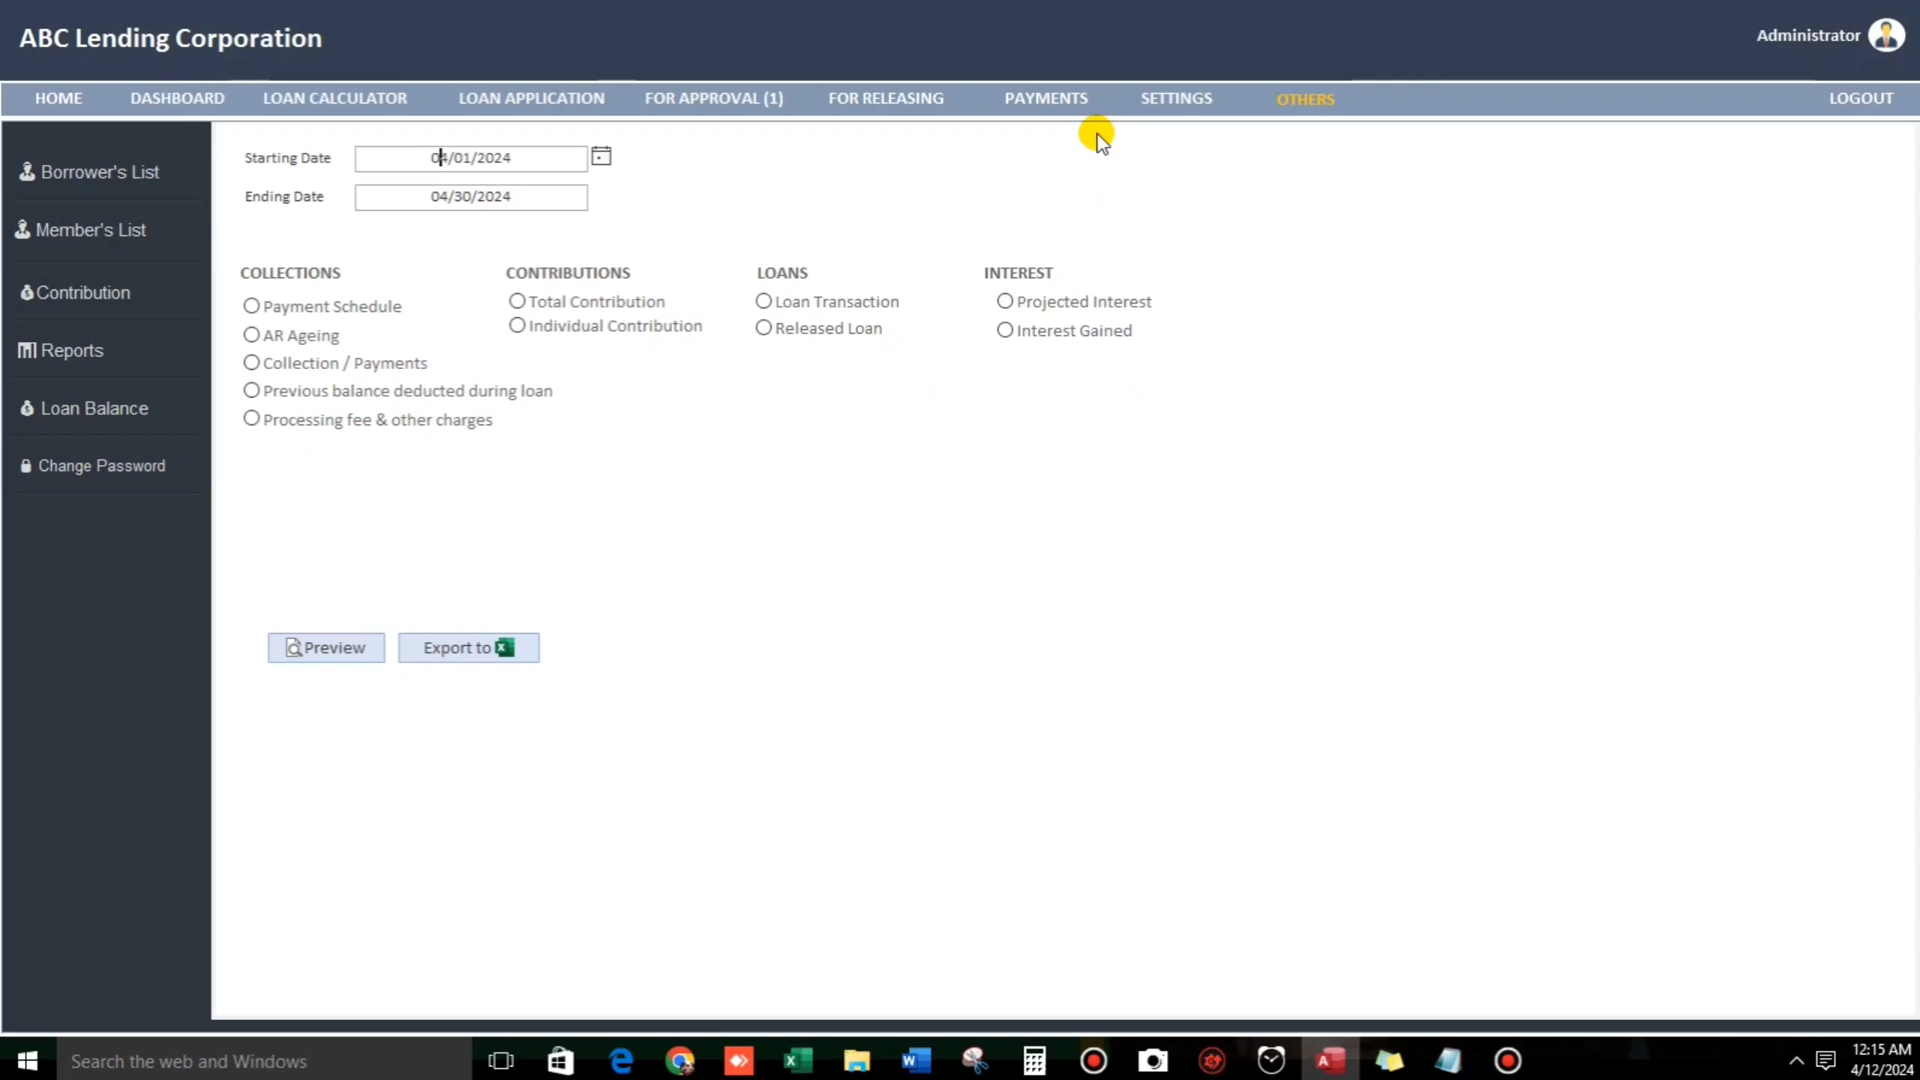 ABC Lending Corporation
Administrator
HOME DASHBOARD LOAN CALCULATOR LOAN APPLICATION FOR APPROVAL (1) FOR RELEASING PAYMENTS SETTINGS OTHERS LOGOUT
Borrower's List
Member's List
Contribution
Reports
Loan Balance
Change Password
Starting Date 04/01/2024
Ending Date 04/30/2024
COLLECTIONS
Payment Schedule
AR Ageing
Collection / Payments
Previous balance deducted during loan
Processing fee & other charges
CONTRIBUTIONS
Total Contribution
Individual Contribution
LOANS
Loan Transaction
Released Loan
INTEREST
Projected Interest
Interest Gained
Preview Export to
Search the web and Windows
12:15 AM
4/12/2024